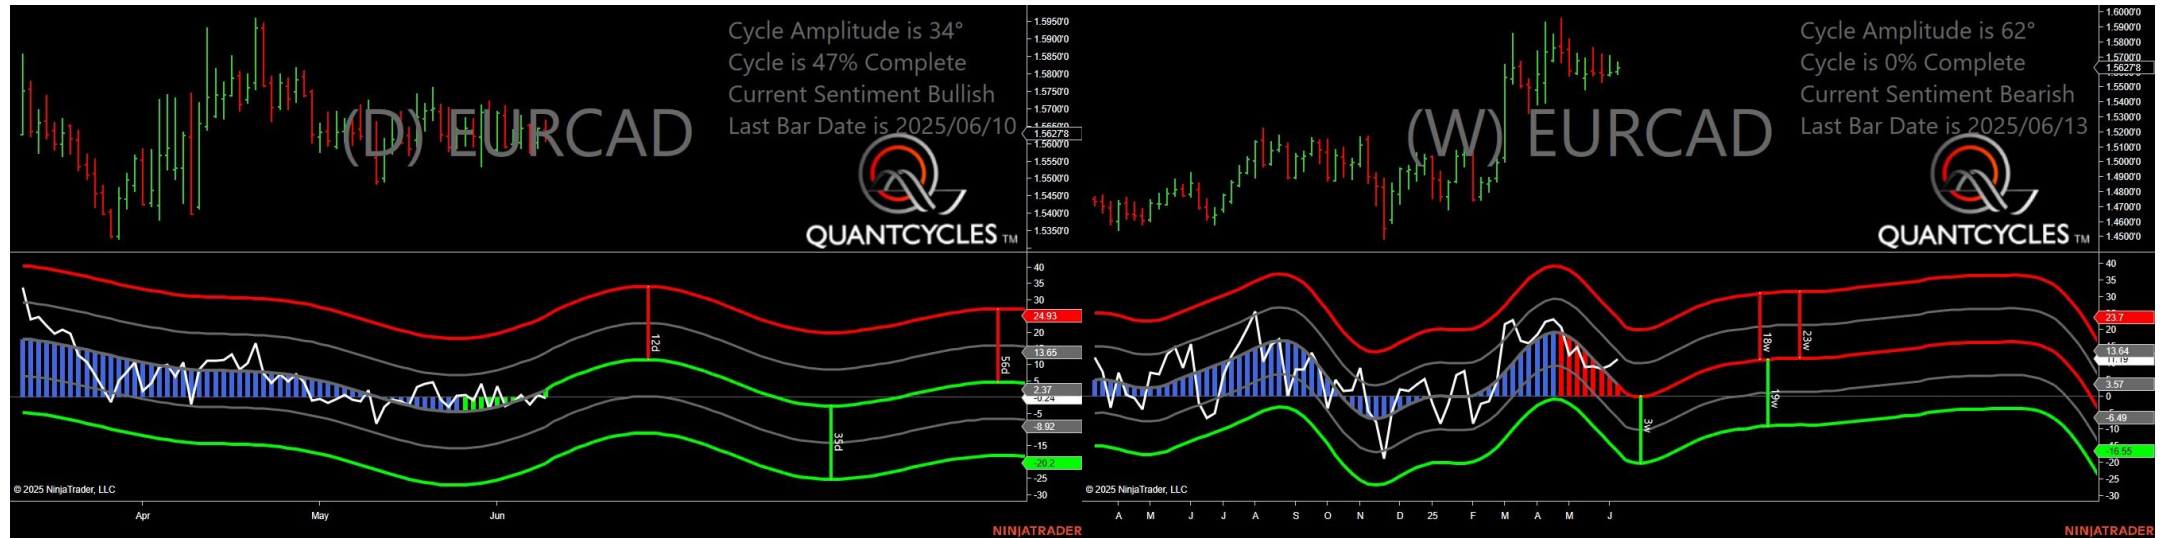 Cycle Amplitude is 34°
Cycle is 47% Complete
Current Sentiment Bullish
Last Bar Date is 2025/06/10
(D) EURCAD
QUANTCYCLES TM
1.5950'0
1.5900'0
1.5850'0
1.5800'0
1.5750'0
1.5700'0
1.5627'8
1.5600'0
1.5550'0
1.5500'0
1.5450'0
1.5400'0
1.5350'0
40
35
30
24.93
20
13.65
10
5
2.37
-0.24
-5
-8.92
-15
-20.2
-25
-30
12d
35d
56d
© 2025 NinjaTrader, LLC
Apr
May
Jun
NINJATRADER
Cycle Amplitude is 62°
Cycle is 0% Complete
Current Sentiment Bearish
Last Bar Date is 2025/06/13
(W) EURCAD
QUANTCYCLES TM
1.6000'0
1.5900'0
1.5800'0
1.5700'0
1.5627'8
1.5500'0
1.5400'0
1.5300'0
1.5200'0
1.5100'0
1.5000'0
1.4900'0
1.4800'0
1.4700'0
1.4600'0
1.4500'0
40
35
30
23.7
20
13.64
3.57
0
-6.49
-10
-16.55
-20
-25
-30
18w
23w
19w
3w
© 2025 NinjaTrader, LLC
A M J J A S O N D 25 F M A M J
NINJATRADER